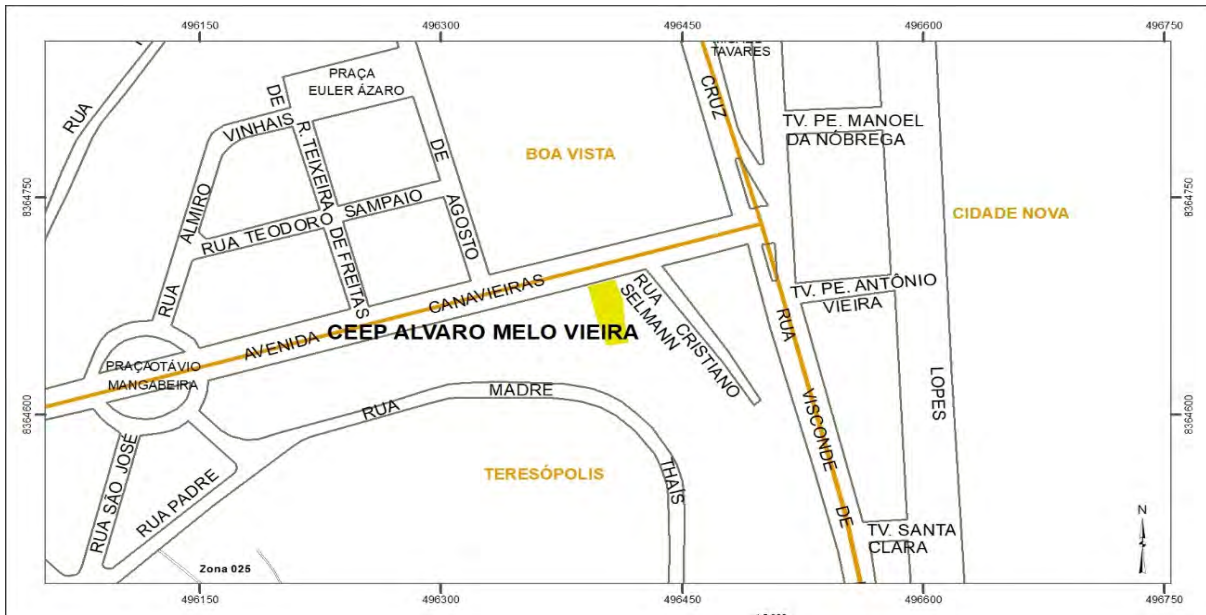 496150 496300 496450 496600 496750
TAVARES
PRAÇA
EULER ÁZARO
RUA
DE
CRUZ
VINHAIS
R. TEIXEIRA DE FREITAS
DE
AGOSTO
TV. PE. MANOEL
DA NÓBREGA
BOA VISTA
8364750
8364750
ALMIRO
SAMPAIO
CIDADE NOVA
RUA TEODORO
RUA
CANAVIEIRAS
RUA
SELMANN
TV. PE. ANTÔNIO
VIEIRA
CEEP ALVARO MELO VIEIRA
AVENIDA
CRISTIANO
RUA
PRAÇA OTÁVIO
MANGABEIRA
MADRE
LOPES
RUA
8364600
8364600
VISCONDE
TERESÓPOLIS
THAÍS
RUA SÃO JOSÉ
RUA PADRE
DE
TV. SANTA
CLARA
N
Zona 025
496150 496300 496450 496600 496750